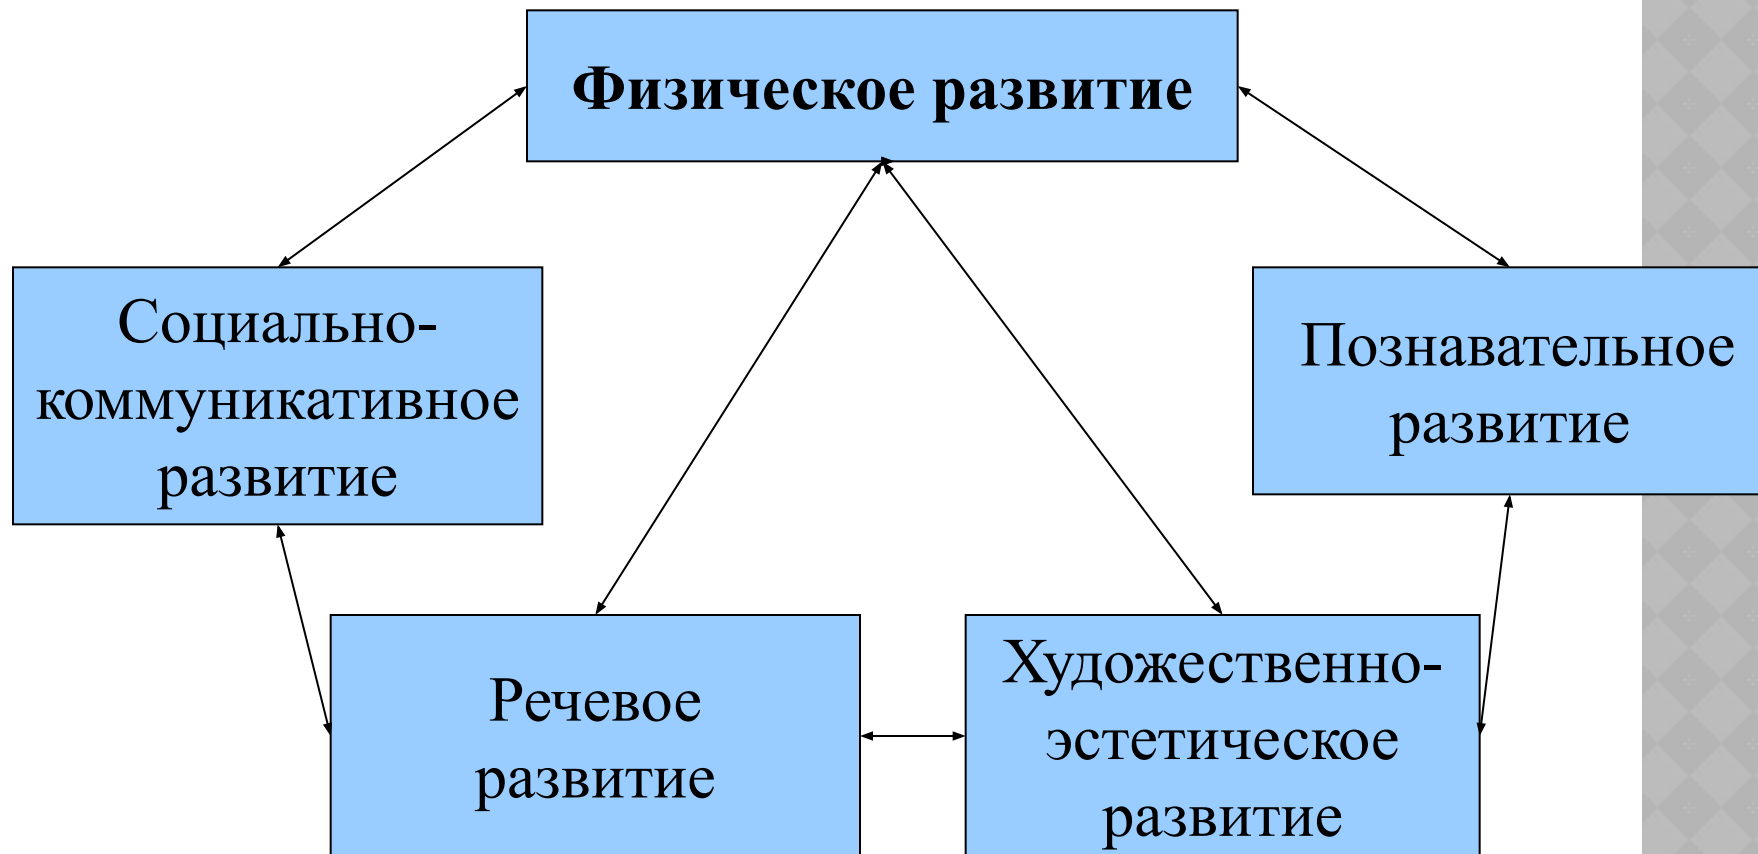 Физическое развитие
Социально-
коммуникативное
развитие
Познавательное
развитие
Речевое
развитие
Художественно-
эстетическое
развитие